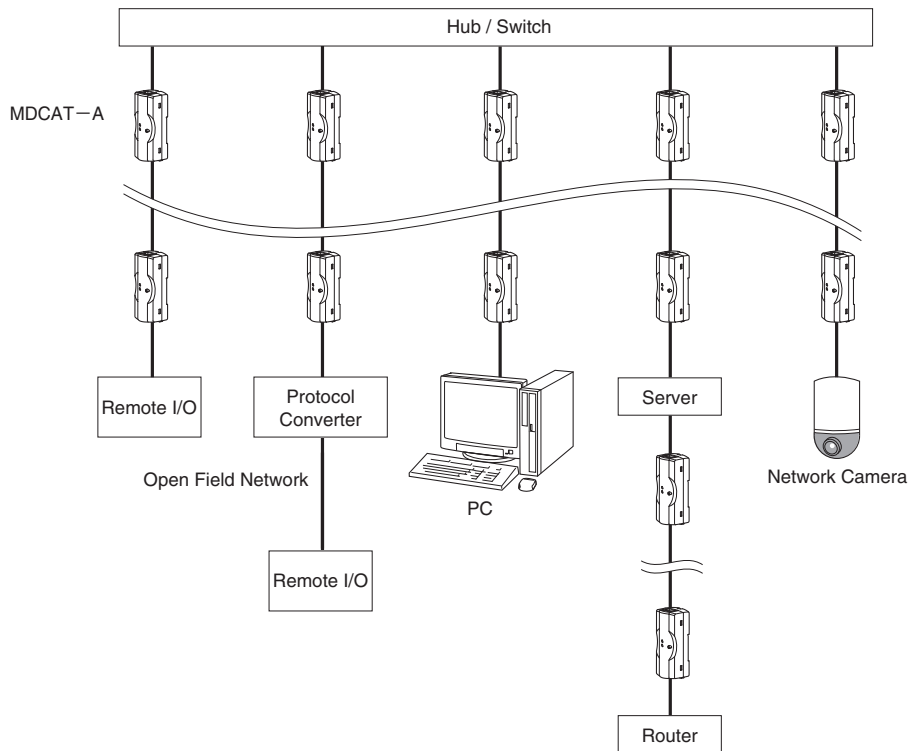 Hub / Switch
MDCAT－A
Remote I/O
Protocol
Converter
Server
Open Field Network
PC
Network Camera
Remote I/O
Router